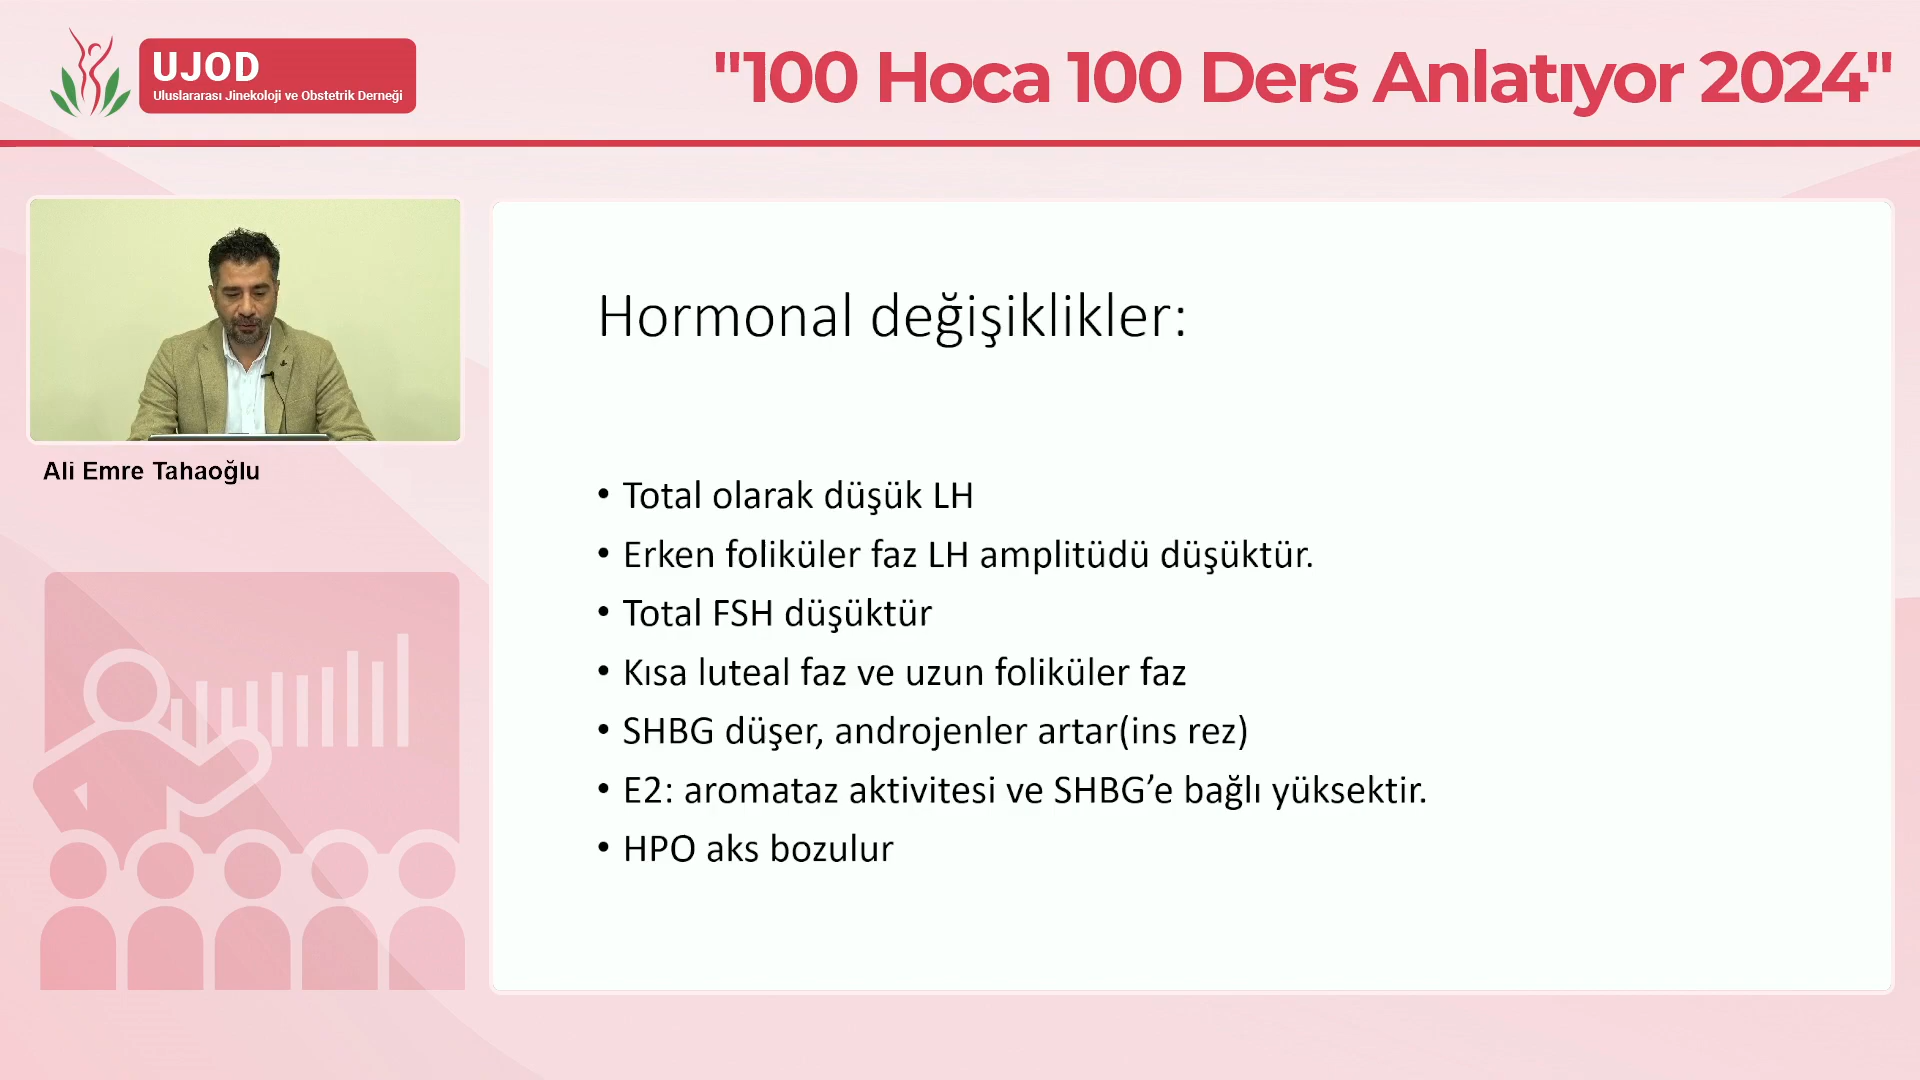 UJOD
Uluslararası Jinekoloji ve Obstetrik Derneği
"100 Hoca 100 Ders Anlatıyor 2024"
Ali Emre Tahaoğlu
Hormonal değişiklikler:
• Total olarak düşük LH
• Erken foliküler faz LH amplitüdü düşüktür.
• Total FSH düşüktür
• Kısa luteal faz ve uzun foliküler faz
• SHBG düşer, androjenler artar(ins rez)
• E2: aromataz aktivitesi ve SHBG’e bağlı yüksektir.
• HPO aks bozulur